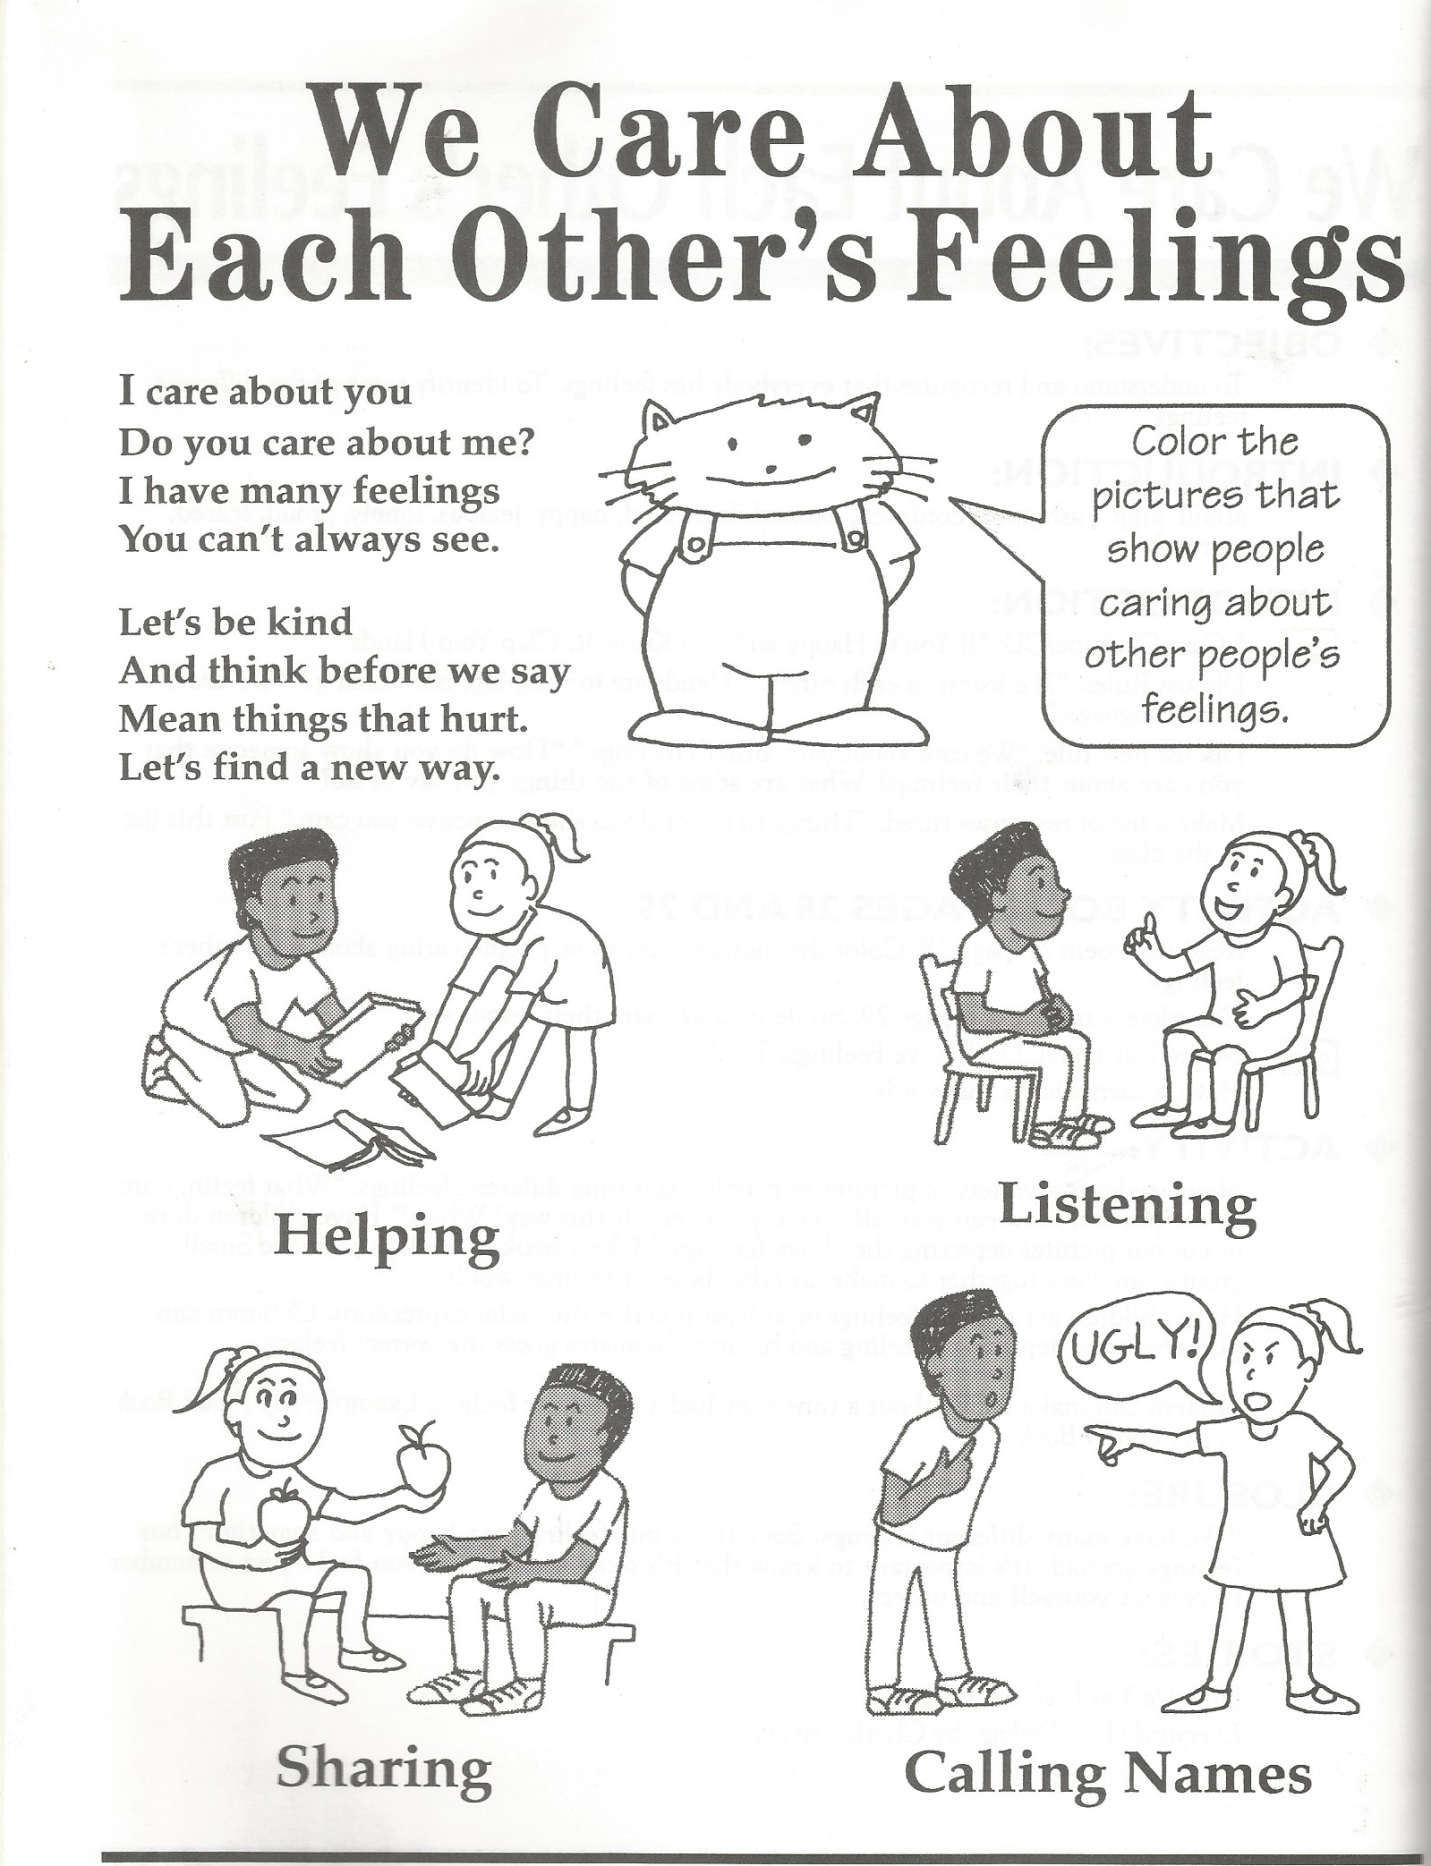 We Care About
Each Other's Feelings
I care about you
Do you care about me?
I have many feelings
You can't always see.
Let's be kind
And think before we say
Mean things that hurt.
Let's find a new way.
Color the
pictures that
show people
caring about
other people's
feelings.
Helping
Listening
UGLY!
Sharing
Calling Names